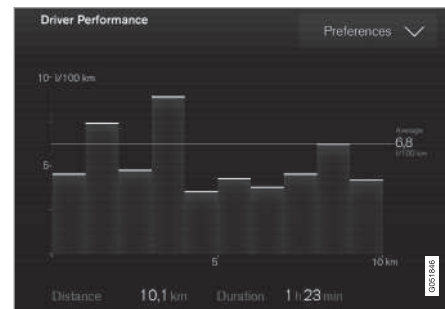 Driver Performance
Preferences
10- l/100 km
Average
6,8
l/100 km
5-
5
10 km
Distance 10,1 km Duration 1 h 23 min
G051846